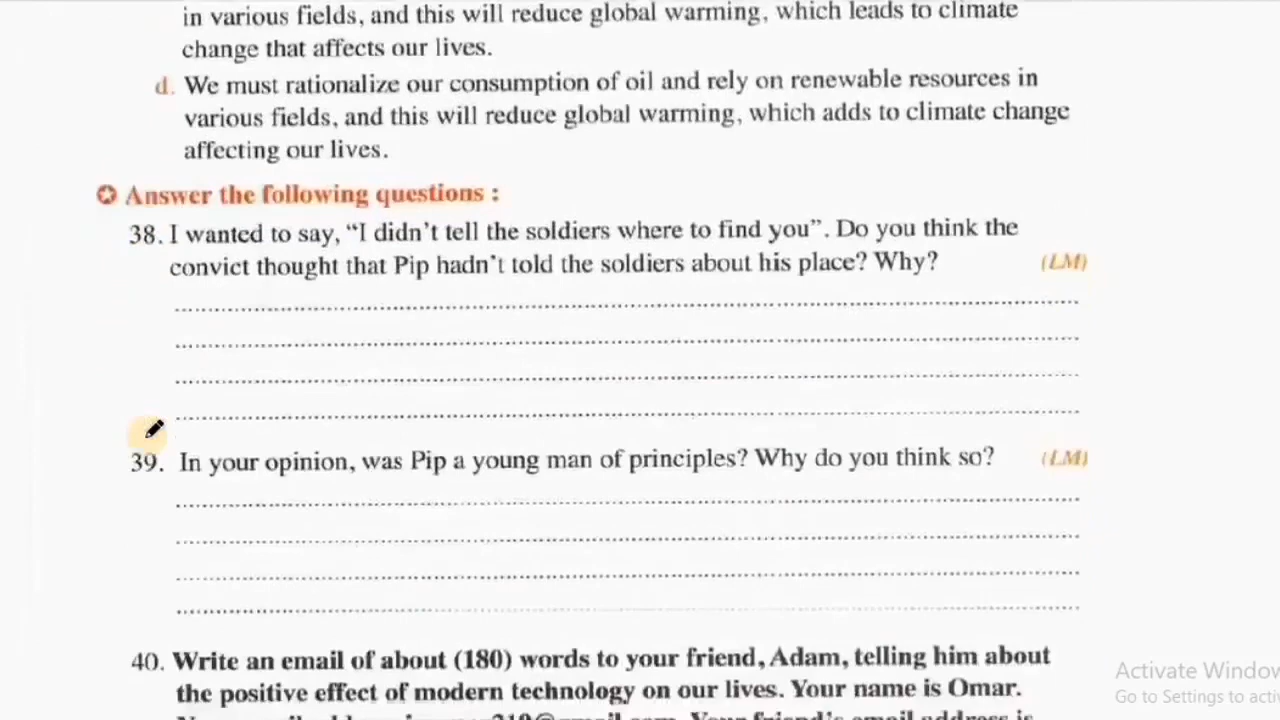 in various fields, and this will reduce global warming, which leads to climate
change that affects our lives.
d. We must rationalize our consumption of oil and rely on renewable resources in
various fields, and this will reduce global warming, which adds to climate change
affecting our lives.
Answer the following questions :
38. I wanted to say, “I didn’t tell the soldiers where to find you”. Do you think the
convict thought that Pip hadn’t told the soldiers about his place? Why? (LM)
39. In your opinion, was Pip a young man of principles? Why do you think so? (LM)
40. Write an email of about (180) words to your friend, Adam, telling him about
the positive effect of modern technology on our lives. Your name is Omar.
Activate Window
Go to Settings to activ